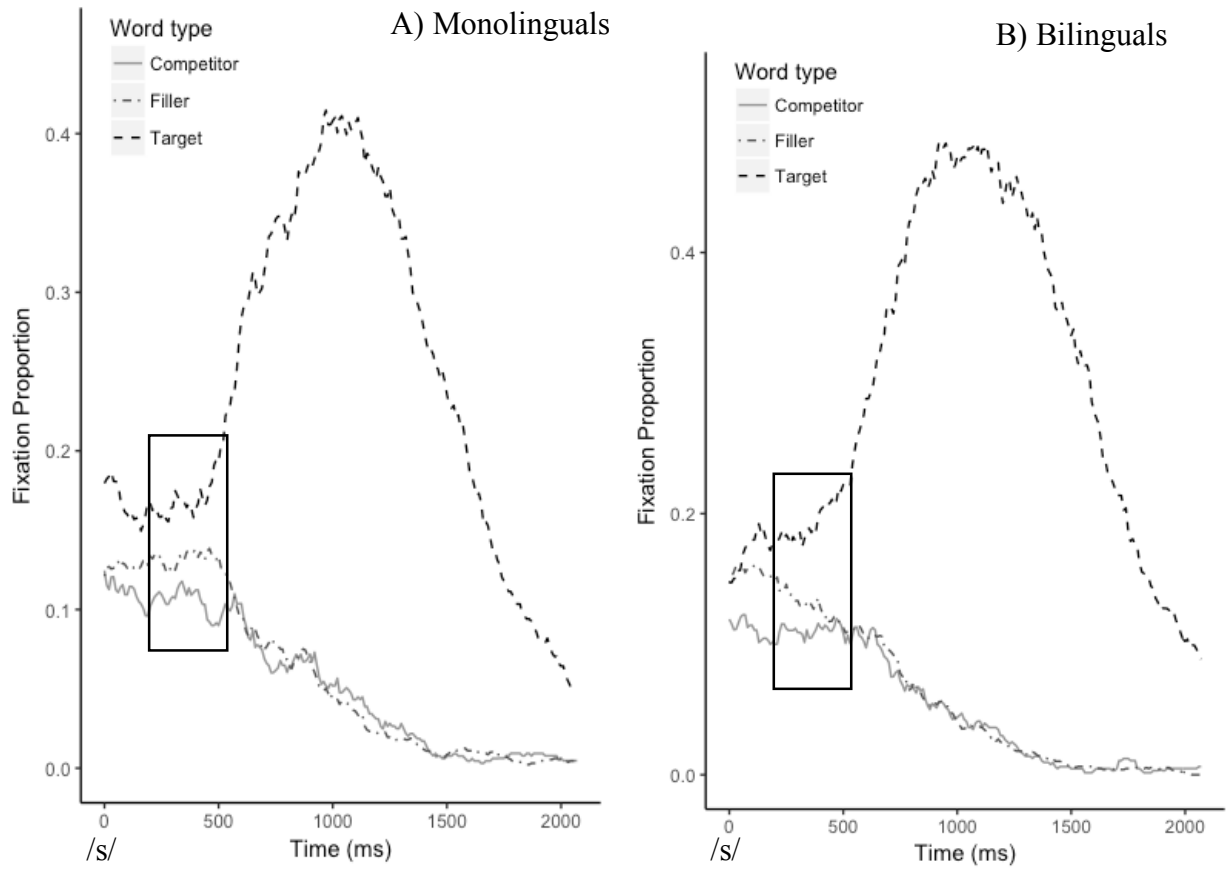 A) Monolinguals
Word type
Competitor
Filler
Target
Fixation Proportion
0.4
0.3
0.2
0.1
0.0
0
500
1000
1500
2000
/s/
Time (ms)
B) Bilinguals
Word type
Competitor
Filler
Target
Fixation Proportion
0.4
0.2
0.0
0
500
1000
1500
2000
/s/
Time (ms)